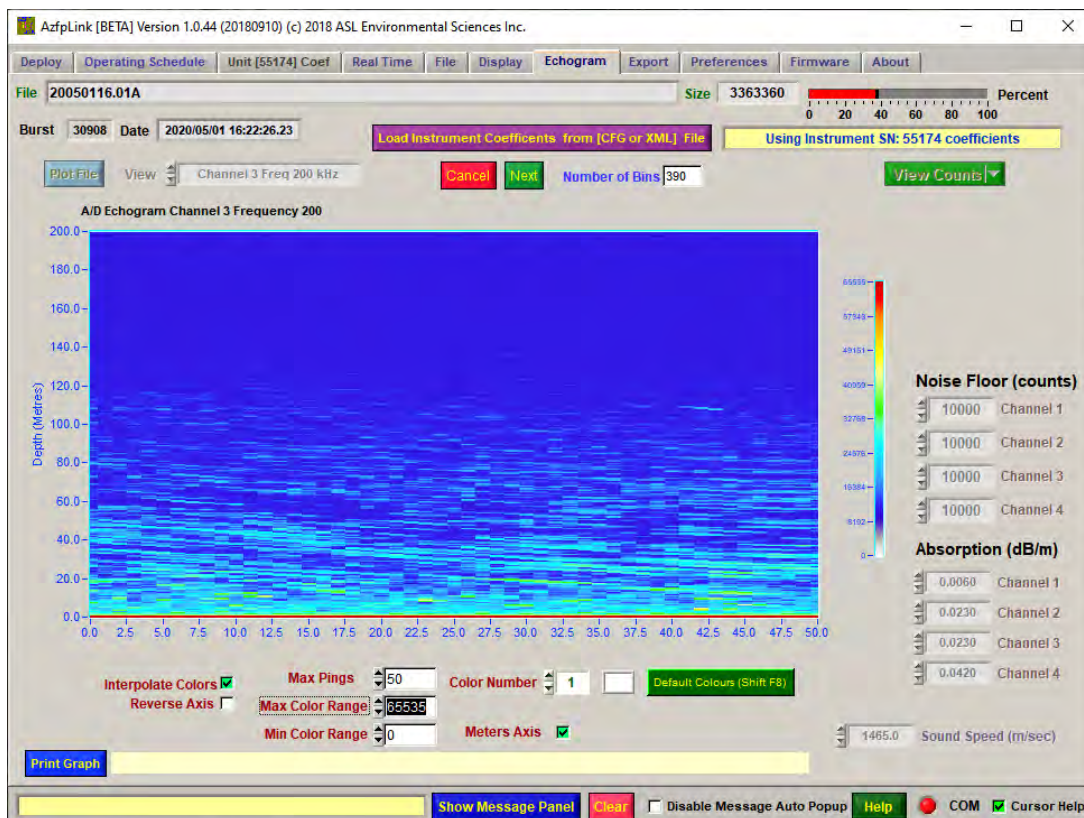 AzfpLink [BETA] Version 1.0.44 (20180910) (c) 2018 ASL Environmental Sciences Inc.
Deploy Operating Schedule Unit [55174] Coef Real Time File Display Echogram Export Preferences Firmware About
File 20050116.01A Size 3363360 Percent
0 20 40 60 80 100
Burst 30908 Date 2020/05/01 16:22:26.23 Load Instrument Coefficents from [CFG or XML] File Using Instrument SN: 55174 coefficients
Plot File View Channel 3 Freq 200 kHz Cancel Next Number of Bins 390 View Counts
A/D Echogram Channel 3 Frequency 200
200.0
180.0
160.0
140.0
120.0
100.0
80.0
60.0
40.0
20.0
0.0
Depth (Metres)
0.0 2.5 5.0 7.5 10.0 12.5 15.0 17.5 20.0 22.5 25.0 27.5 30.0 32.5 35.0 37.5 40.0 42.5 45.0 47.5 50.0
65535
57343
49151
40959
32768
24576
16384
8192
0
Noise Floor (counts)
10000 Channel 1
10000 Channel 2
10000 Channel 3
10000 Channel 4
Absorption (dB/m)
0.0060 Channel 1
0.0230 Channel 2
0.0230 Channel 3
0.0420 Channel 4
Interpolate Colors Max Pings 50 Color Number 1 Default Colours (Shift F8)
Reverse Axis Max Color Range 65535
Min Color Range 0 Meters Axis 1465.0 Sound Speed (m/sec)
Print Graph
Show Message Panel Clear Disable Message Auto Popup Help COM Cursor Help